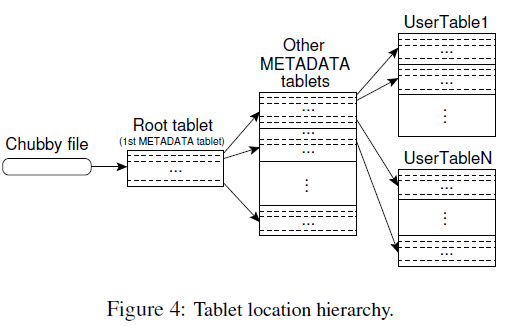 Chubby file
Root tablet
(1st METADATA tablet)
...
Other
METADATA
tablets
...
...
...
...
...
UserTable1
...
...
...
UserTableN
...
...
...
Figure 4: Tablet location hierarchy.